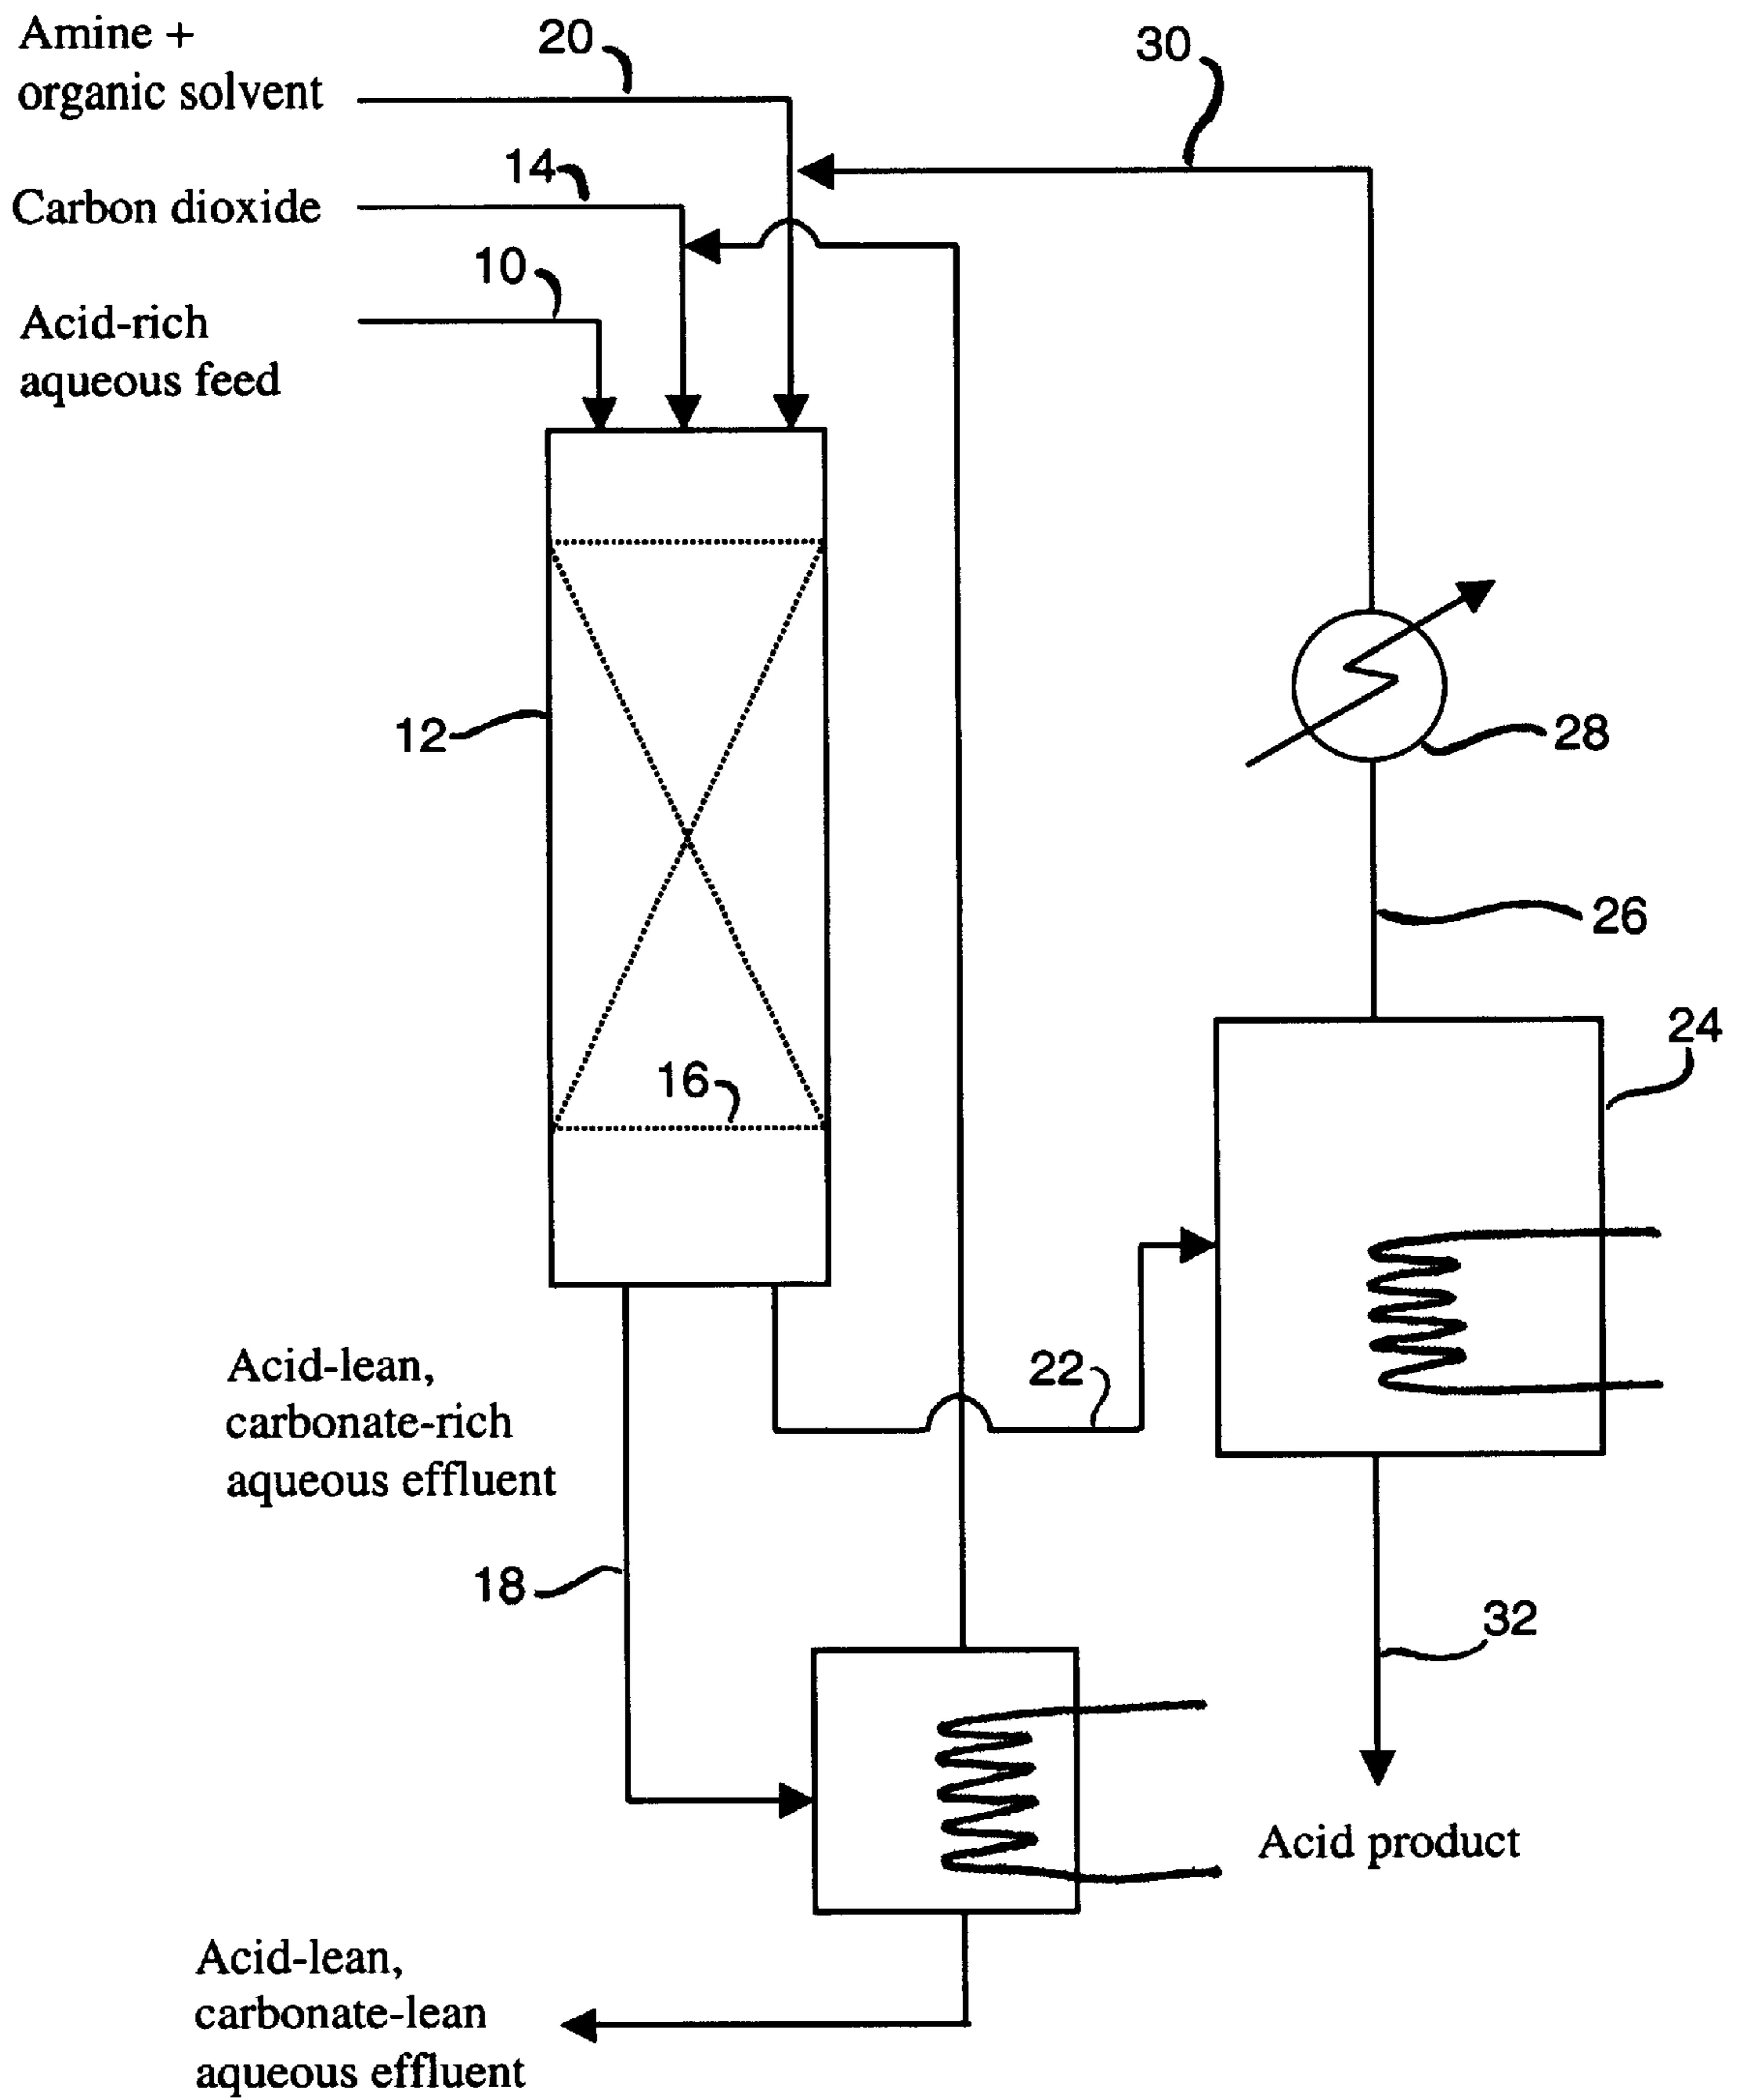 Amine +
organic solvent
20
30
14
Carbon dioxide
10
Acid-rich
aqueous feed
12
28
26
24
16
22
Acid-lean,
carbonate-rich
aqueous effluent
18
32
Acid product
Acid-lean,
carbonate-lean
aqueous effluent